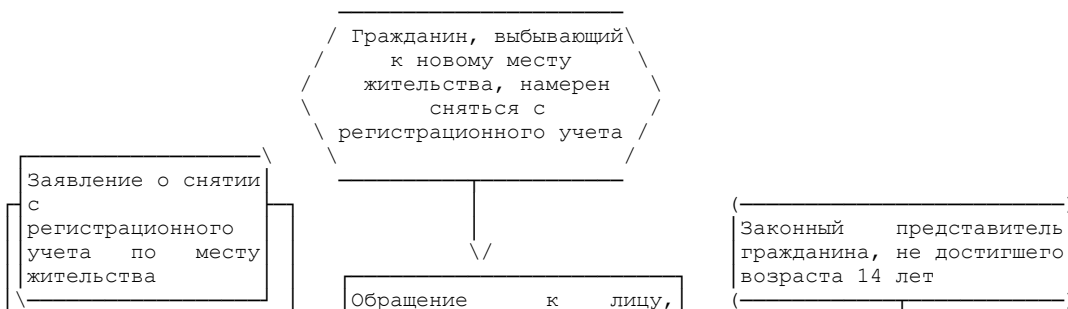 Гражданин, выбывающий
к новому месту
жительства, намерен
сняться с
регистрационного учета
Заявление о снятии
с
регистрационного
учета по месту
жительства
Законный представитель
гражданина, не достигшего
возраста 14 лет
Обращение к лицу,